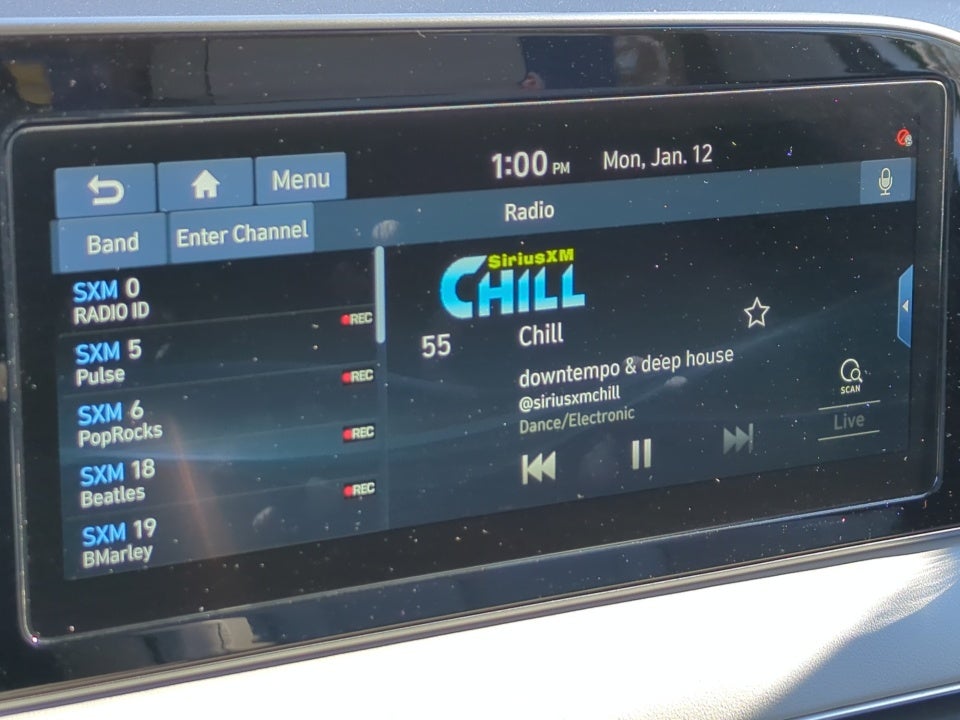 1:00 PM Mon, Jan. 12
Menu
Radio
Band
Enter Channel
SXM 0
RADIO ID
REC
SXM 5
Pulse
REC
SXM 6
PopRocks
REC
SXM 18
Beatles
REC
SXM 19
BMarley
SiriusXM
CHILL
55
Chill
downtempo & deep house
@siriusxmchill
Dance/Electronic
SCAN
Live